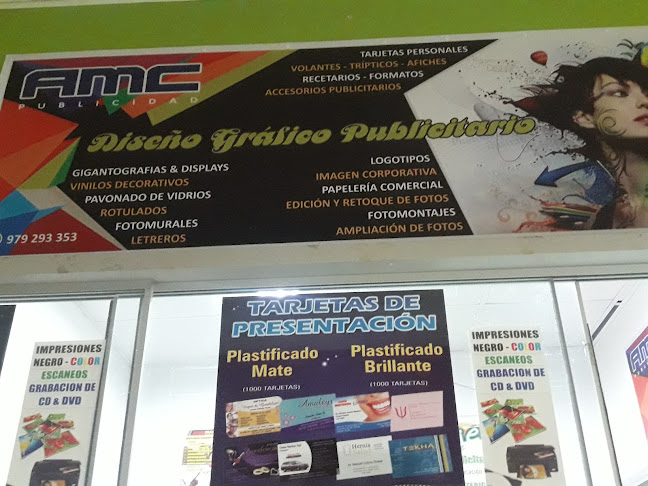 AMC
PUBLICIDAD
TARJETAS PERSONALES
VOLANTES - TRÍPTICOS - AFICHES
RECETARIOS - FORMATOS
ACCESORIOS PUBLICITARIOS
Diseño Gráfico Publicitario
GIGANTOGRAFIAS & DISPLAYS
VINILOS DECORATIVOS
PAVONADO DE VIDRIOS
ROTULADOS
FOTOMURALES
LETREROS
979 293 353
LOGOTIPOS
IMAGEN CORPORATIVA
PAPELERÍA COMERCIAL
EDICIÓN Y RETOQUE DE FOTOS
FOTOMONTAJES
AMPLIACIÓN DE FOTOS
IMPRESIONES
NEGRO - COLOR
ESCANEOS
GRABACION DE
CD & DVD
TARJETAS DE
PRESENTACIÓN
Plastificado
Mate
(1000 TARJETAS)
Plastificado
Brillante
(1000 TARJETAS)
TEKHA
IMPRESIONES
NEGRO - COLOR
ESCANEOS
GRABACION DE
CD & DVD
AMC